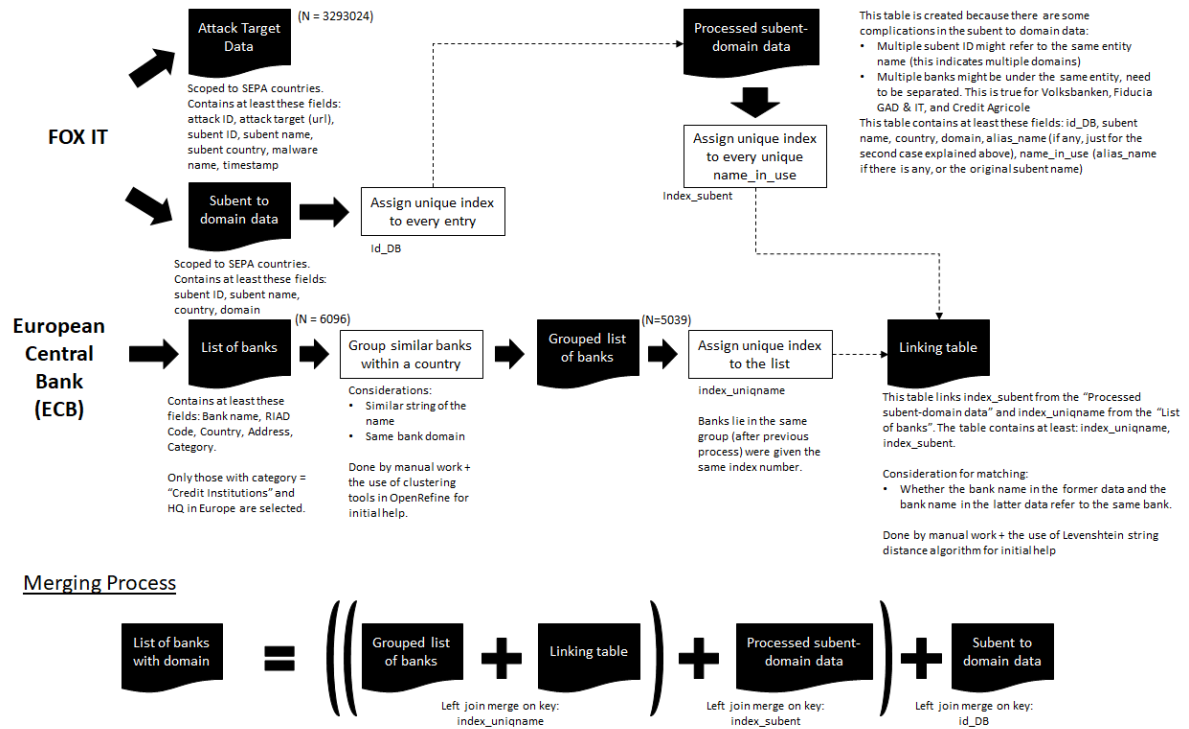 Attack Target
Data
(N = 3293024)
Scoped to SEPA countries.
Contains at least these fields:
attack ID, attack target (url),
subent ID, subent name,
subent country, malware
name, timestamp
FOX IT
Subent to
domain data
Scoped to SEPA countries.
Contains at least these fields:
subent ID, subent name,
country, domain
Assign unique index
to every entry
Id_DB
Processed subent-
domain data
Assign unique index
to every unique
name_in_use
Index_subent
This table is created because there are some
complications in the subent to domain data:
• Multiple subent ID might refer to the same entity
name (this indicates multiple domains)
• Multiple banks might be under the same entity, need
to be separated. This is true for Volksbanken, Fiducia
GAD & IT, and Credit Agricole
This table contains at least these fields: id_DB, subent
name, country, domain, alias_name (if any, just for the
second case explained above), name_in_use (alias_name
if there is any, or the original subent name)
European
Central
Bank
(ECB)
List of banks
(N = 6096)
Contains at least these
fields: Bank name, RIAD
Code, Country, Address,
Category.
Only those with category =
“Credit Institutions” and
HQ in Europe are selected.
Group similar banks
within a country
Considerations:
• Similar string of the
name
• Same bank domain
Done by manual work +
the use of clustering
tools in OpenRefine for
initial help.
Grouped list
of banks
(N=5039)
Assign unique index
to the list
index_uniqname
Banks lie in the same
group (after previous
process) were given the
same index number.
Linking table
This table links index_subent from the “Processed
subent-domain data” and index_uniqname from the “List
of banks”. The table contains at least: index_uniqname,
index_subent.
Consideration for matching:
• Whether the bank name in the former data and the
bank name in the latter data refer to the same bank.
Done by manual work + the use of Levenshtein string
distance algorithm for initial help
Merging Process
List of banks
with domain
=
(((
Grouped list
of banks
+
Linking table
)
+
Processed subent-
domain data
)
+
Subent to
domain data
Left join merge on key:
index_uniqname
Left join merge on key:
index_subent
Left join merge on key:
id_DB